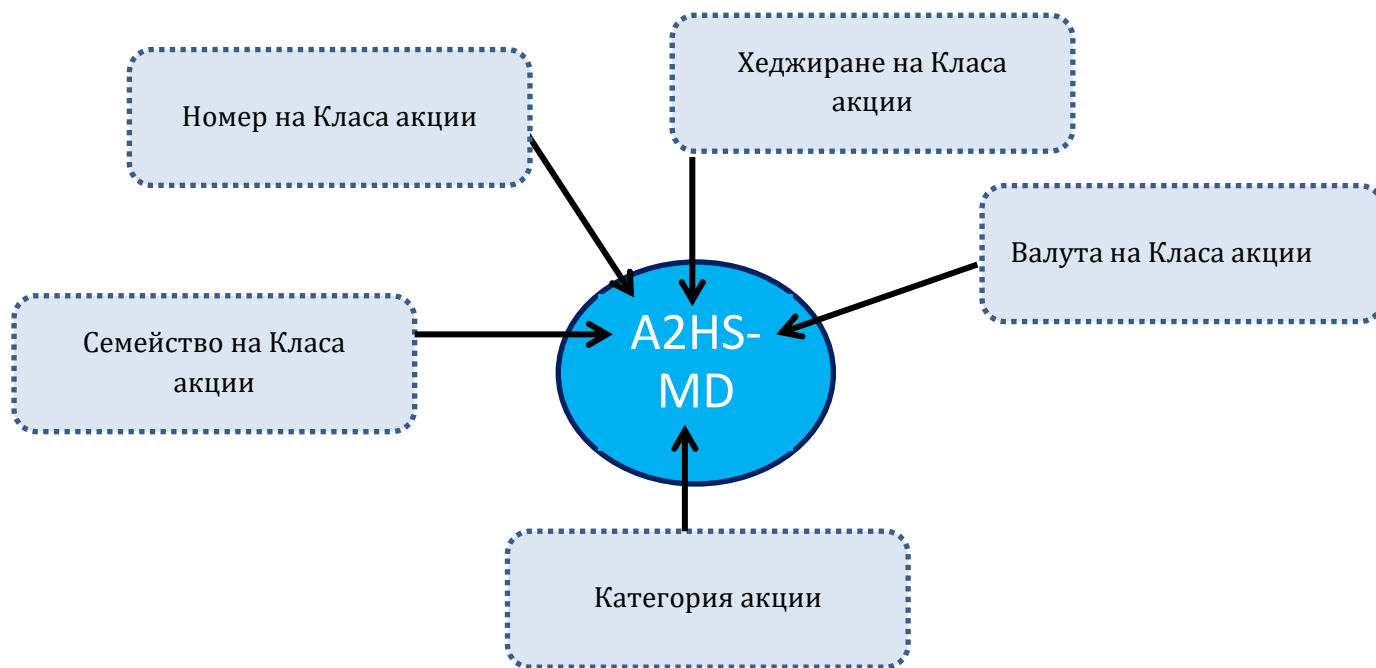 Хеджиране на Класа
акции
Номер на Класа акции
Валута на Класа акции
Семейство на Класа
акции
A2HS-
MD
Категория акции